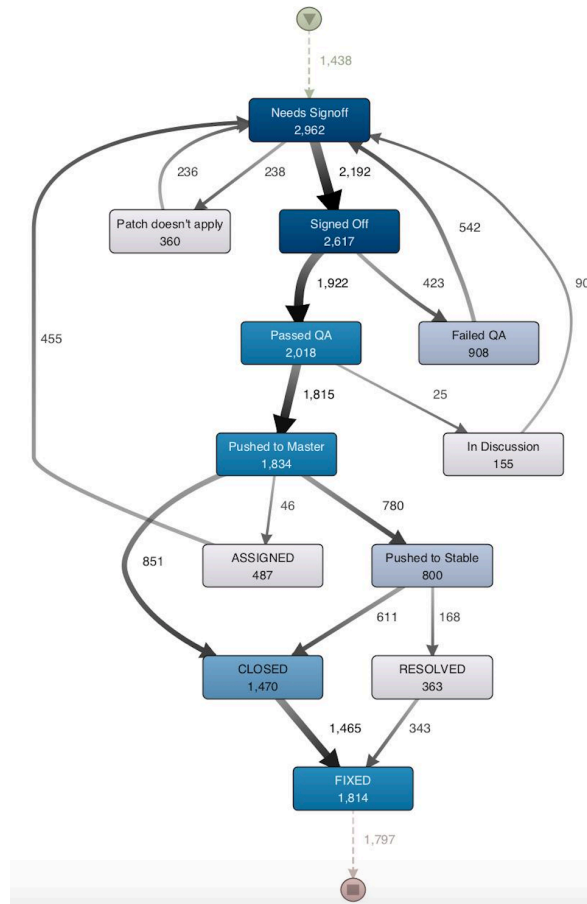 1,438
Needs Signoff
2,962
236
238
2,192
542
90
Patch doesn't apply
360
Signed Off
2,617
1,922
423
455
Passed QA
2,018
Failed QA
908
1,815
25
Pushed to Master
1,834
In Discussion
155
46
780
851
ASSIGNED
487
Pushed to Stable
800
611
168
CLOSED
1,470
RESOLVED
363
1,465
343
FIXED
1,814
1,797